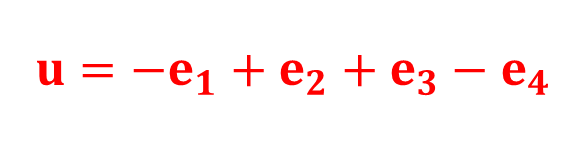 u = −e₁ + e₂ + e₃ − e₄